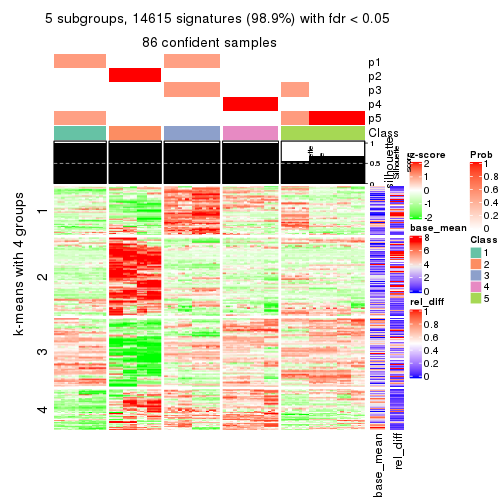 5 subgroups, 14615 signatures (98.9%) with fdr < 0.05
86 confident samples
p1
p2
p3
p4
p5
Class
1
0.5
0
silhouette
Silhouette
score
k-means with 4 groups
1
2
3
4
base_mean
rel_diff
z-score
2
1
0
-1
-2
base_mean
8
6
4
2
0
rel_diff
1
0.8
0.6
0.4
0.2
0
Prob
1
0.8
0.6
0.4
0.2
0
Class
1
2
3
4
5